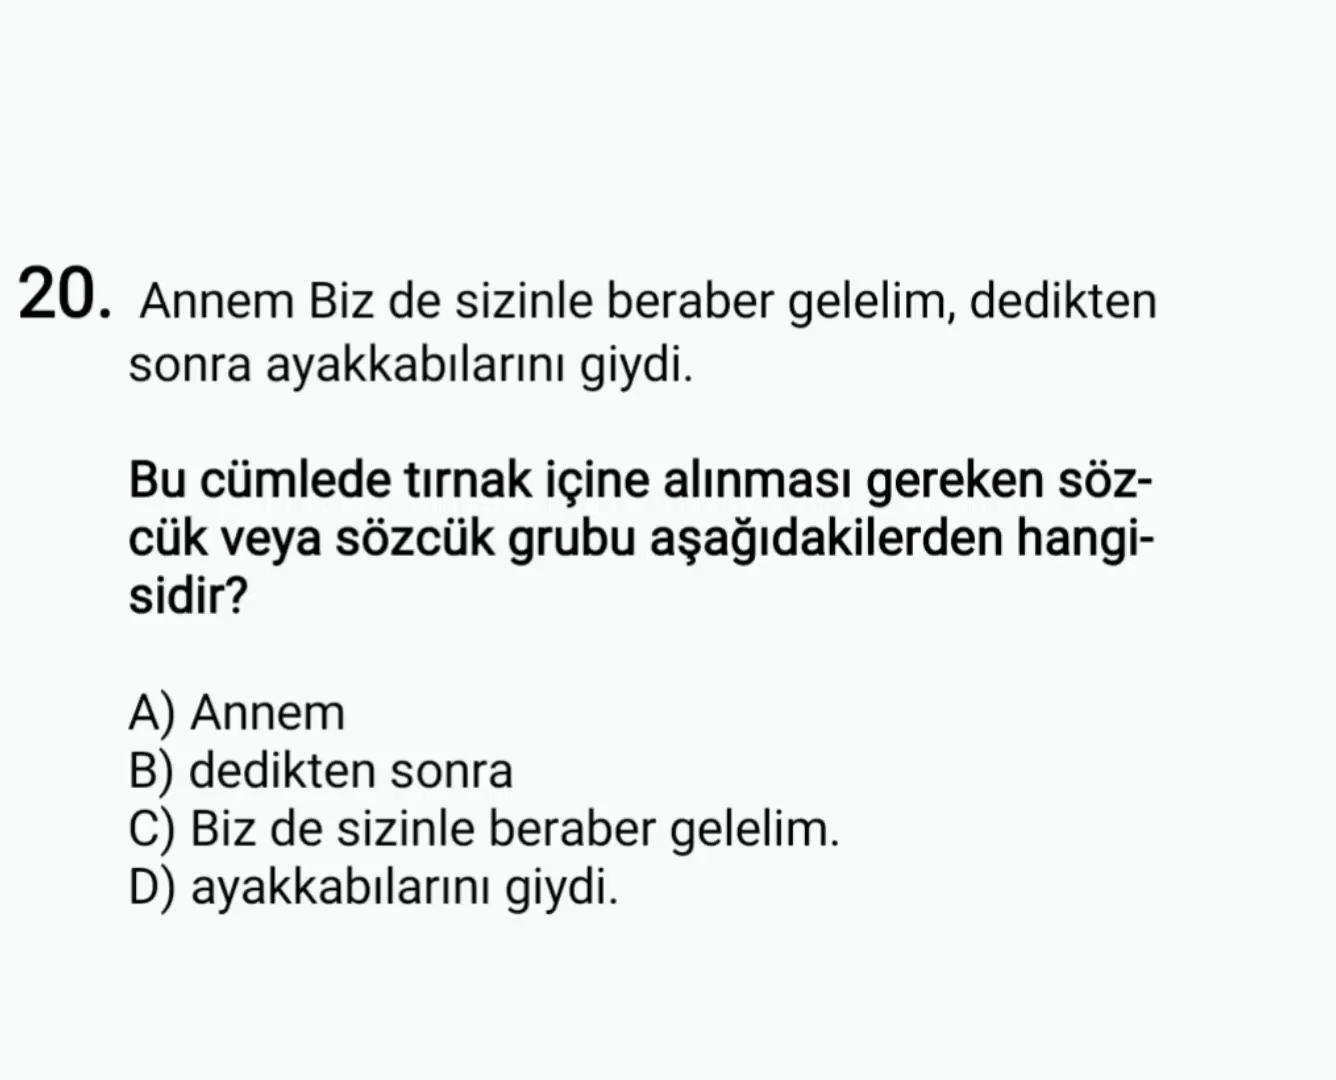 20. Annem Biz de sizinle beraber gelelim, dedikten
sonra ayakkabılarını giydi.
Bu cümlede tırnak içine alınması gereken söz-
cük veya sözcük grubu aşağıdakilerden hangi-
sidir?
A) Annem
B) dedikten sonra
C) Biz de sizinle beraber gelelim.
D) ayakkabılarını giydi.